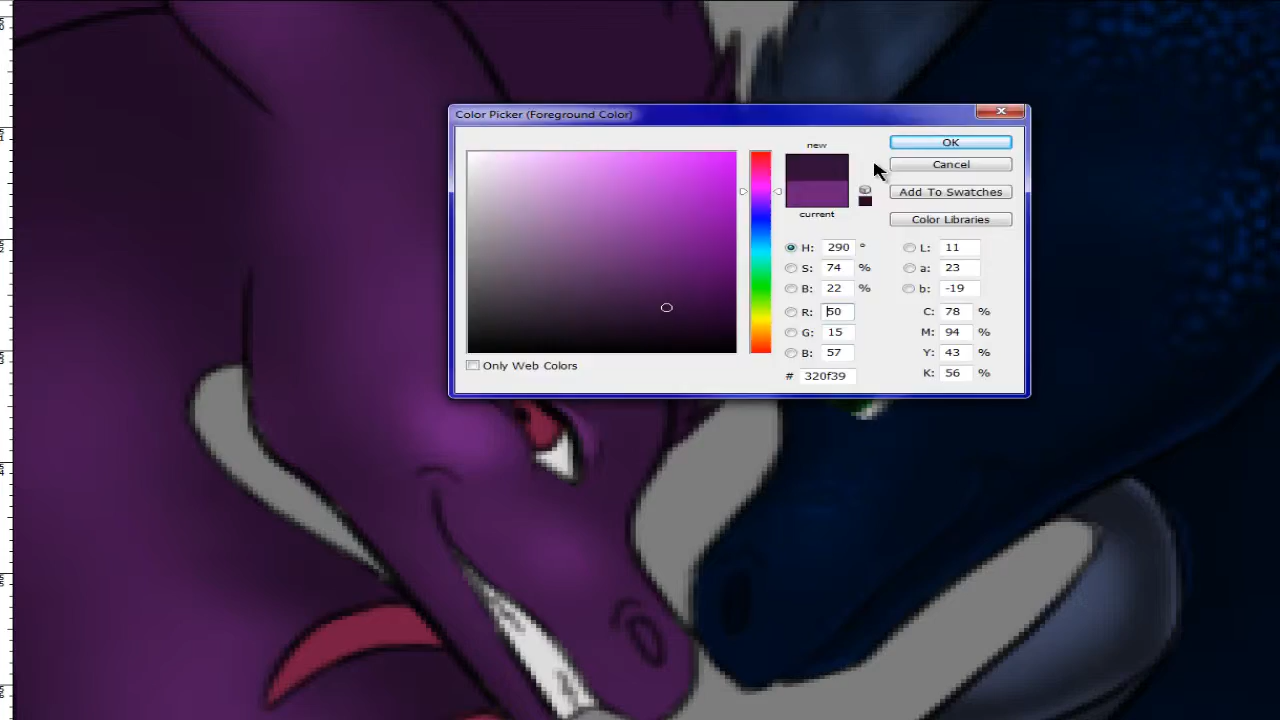 Color Picker (Foreground Color)
new
OK
Cancel
Add To Swatches
current
Color Libraries
H: 290 ° L: 11
S: 74 % a: 23
B: 22 % b: -19
R: 50 C: 78 %
G: 15 M: 94 %
B: 57 Y: 43 %
Only Web Colors
# 320f39 K: 56 %